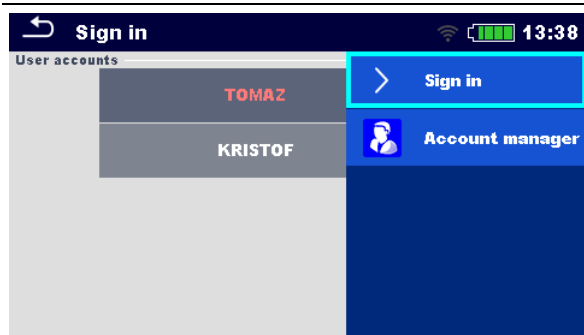 Sign in
13:38
User accounts
TOMAZ
KRISTOF
Sign in
Account manager